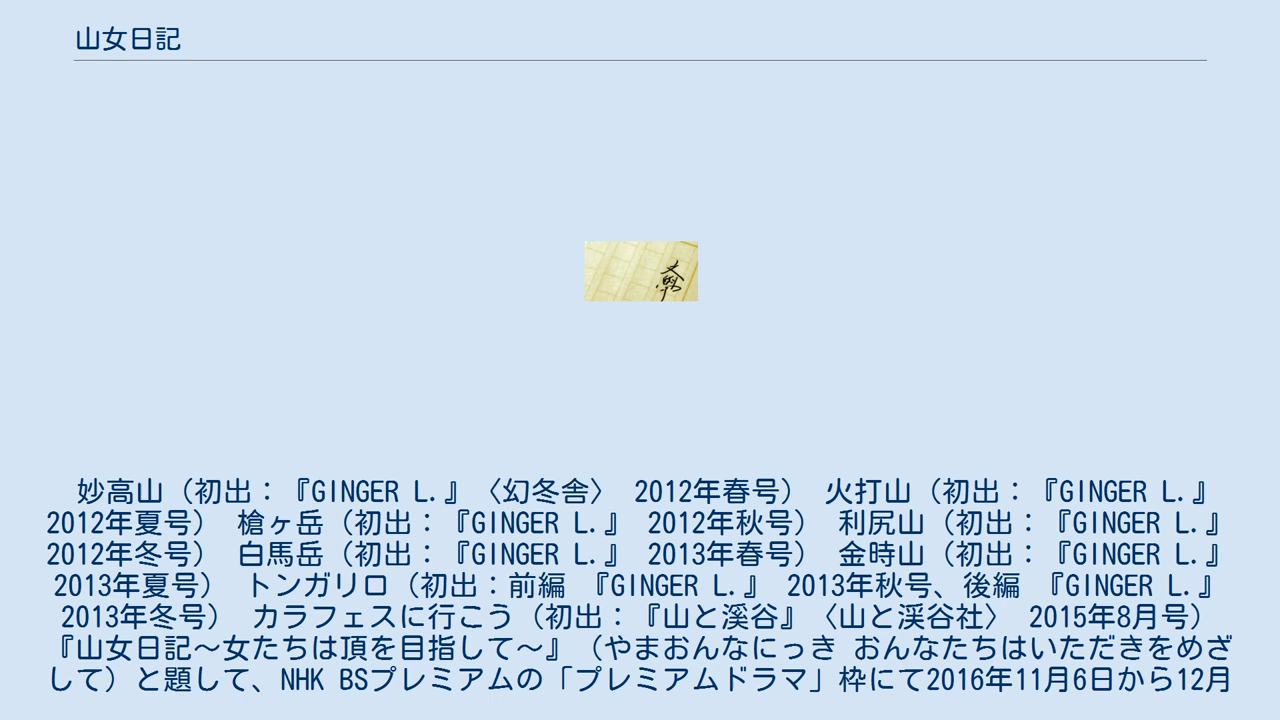 山女日記
妙高山（初出：『GINGER L.』〈幻冬舎〉 2012年春号） 火打山（初出：『GINGER L.』
2012年夏号） 槍ヶ岳（初出：『GINGER L.』 2012年秋号） 利尻山（初出：『GINGER L.』
2012年冬号） 白馬岳（初出：『GINGER L.』 2013年春号） 金時山（初出：『GINGER L.』
2013年夏号） トンガリロ（初出：前編 『GINGER L.』 2013年秋号、後編 『GINGER L.』
2013年冬号） カラフェスに行こう（初出：『山と溪谷』〈山と渓谷社〉 2015年8月号）
『山女日記〜女たちは頂を目指して〜』（やまおんなにっき おんなたちはいただきをめざ
して）と題して、NHK BSプレミアムの「プレミアムドラマ」枠にて2016年11月6日から12月